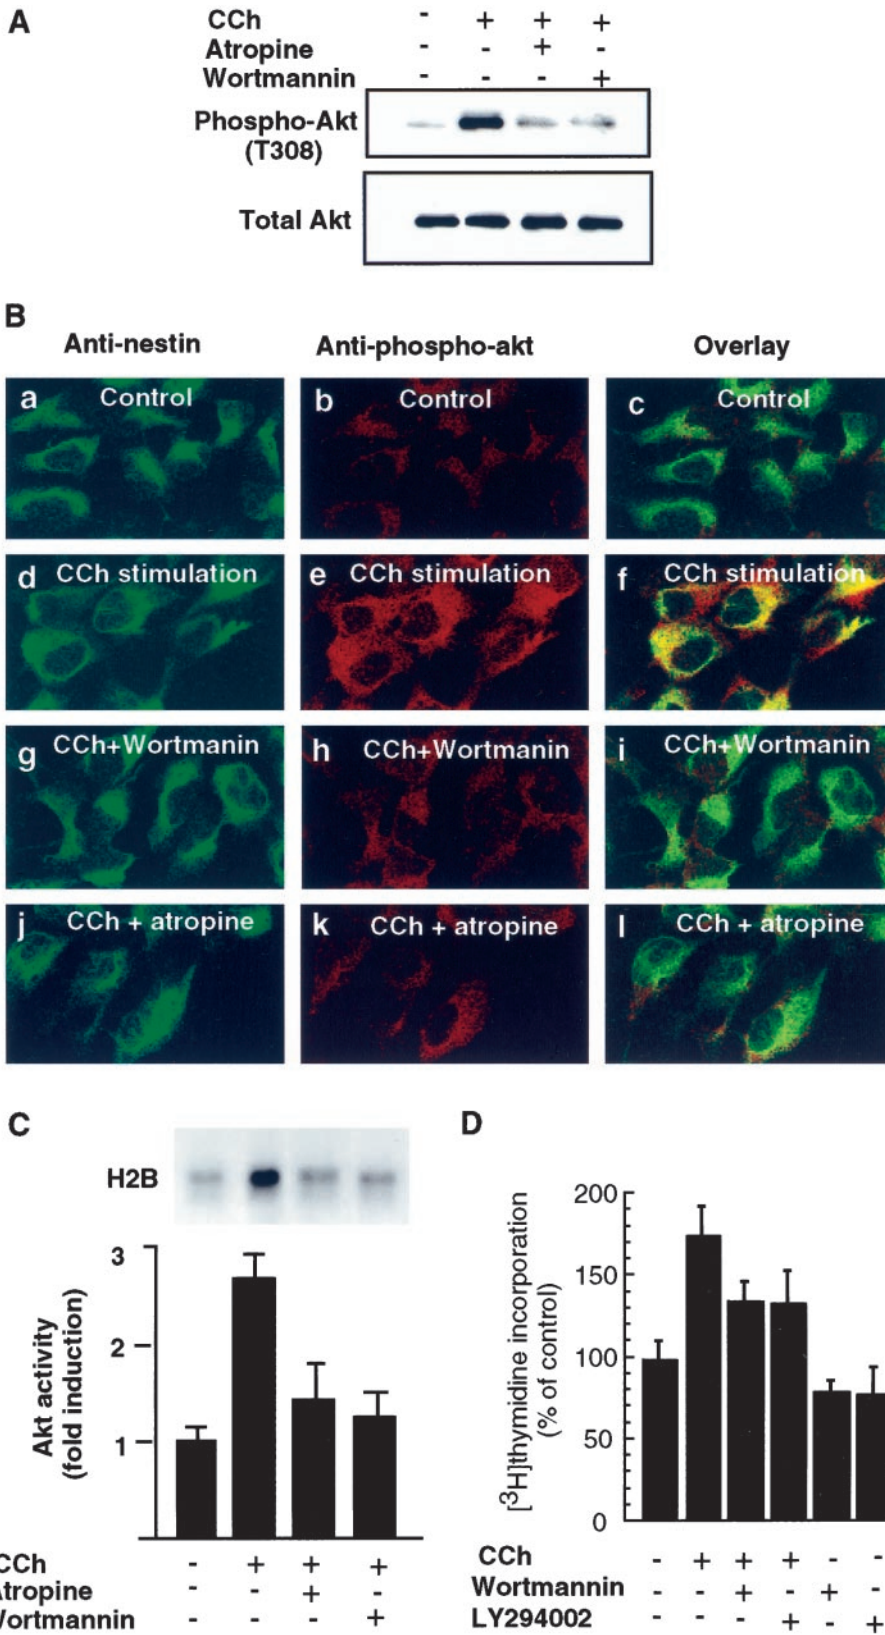 A
CCh - + + +
Atropine - - + -
Wortmannin - - - +
Phospho-Akt
(T308)
Total Akt
B
Anti-nestin Anti-phospho-akt Overlay
a Control b Control c Control
d CCh stimulation e CCh stimulation f CCh stimulation
g CCh+Wortmanin h CCh+Wortmanin i CCh+Wortmanin
j CCh + atropine k CCh + atropine l CCh + atropine
C
H2B
Akt activity
(fold induction)
3
2
1
CCh - + + +
Atropine - - + -
Wortmannin - - - +
D
[3H]thymidine incorporation
(% of control)
200
150
100
50
0
CCh - + + + - -
Wortmannin - - + - + -
LY294002 - - - + - +